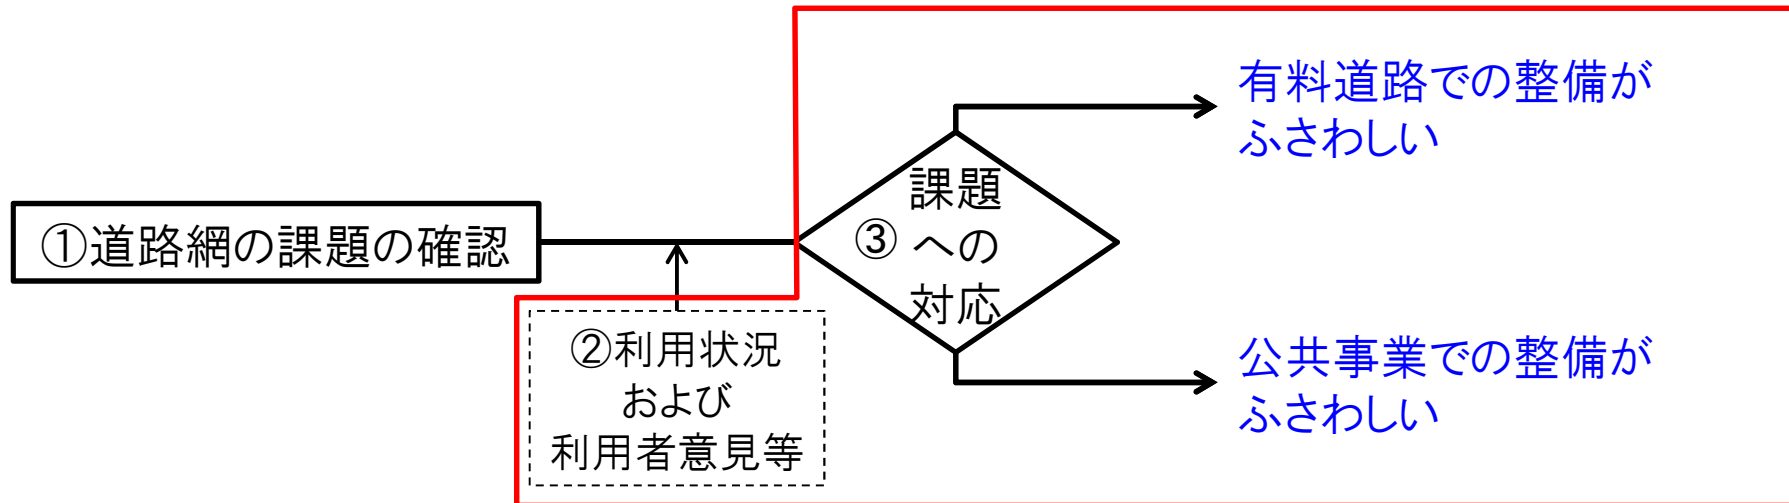 ①道路網の課題の確認
②利用状況
および
利用者意見等
③
課題
への
対応
有料道路での整備が
ふさわしい
公共事業での整備が
ふさわしい